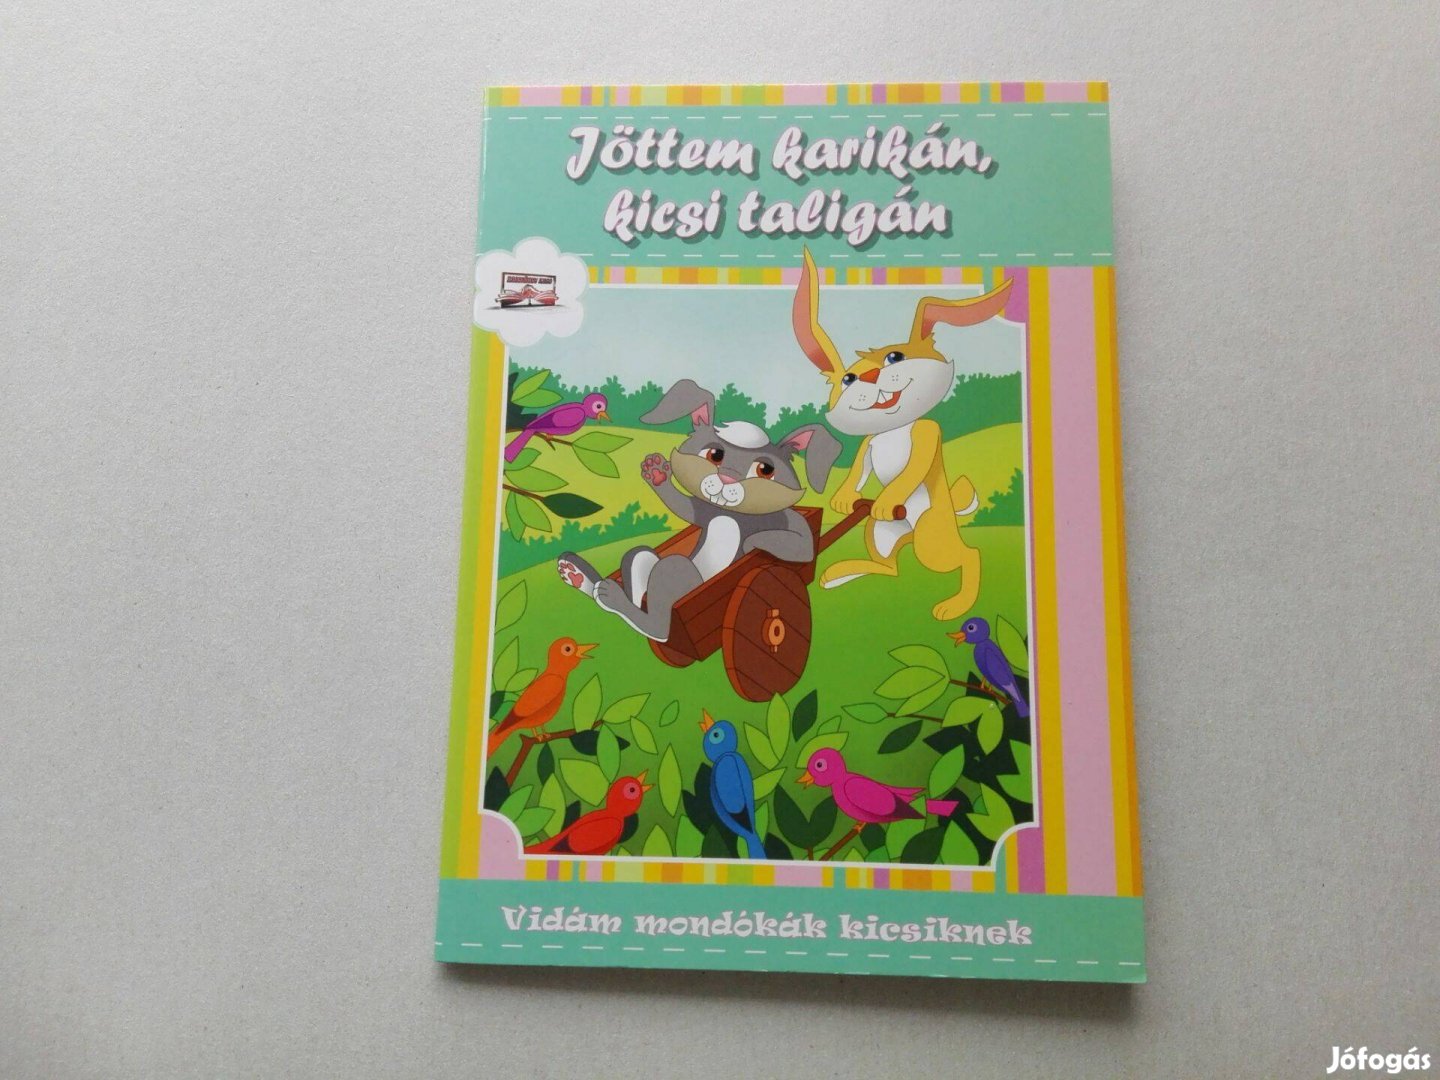 Jöttem karikán,
kicsi taligán
Vidám mondókák kicsiknek
Jófogás